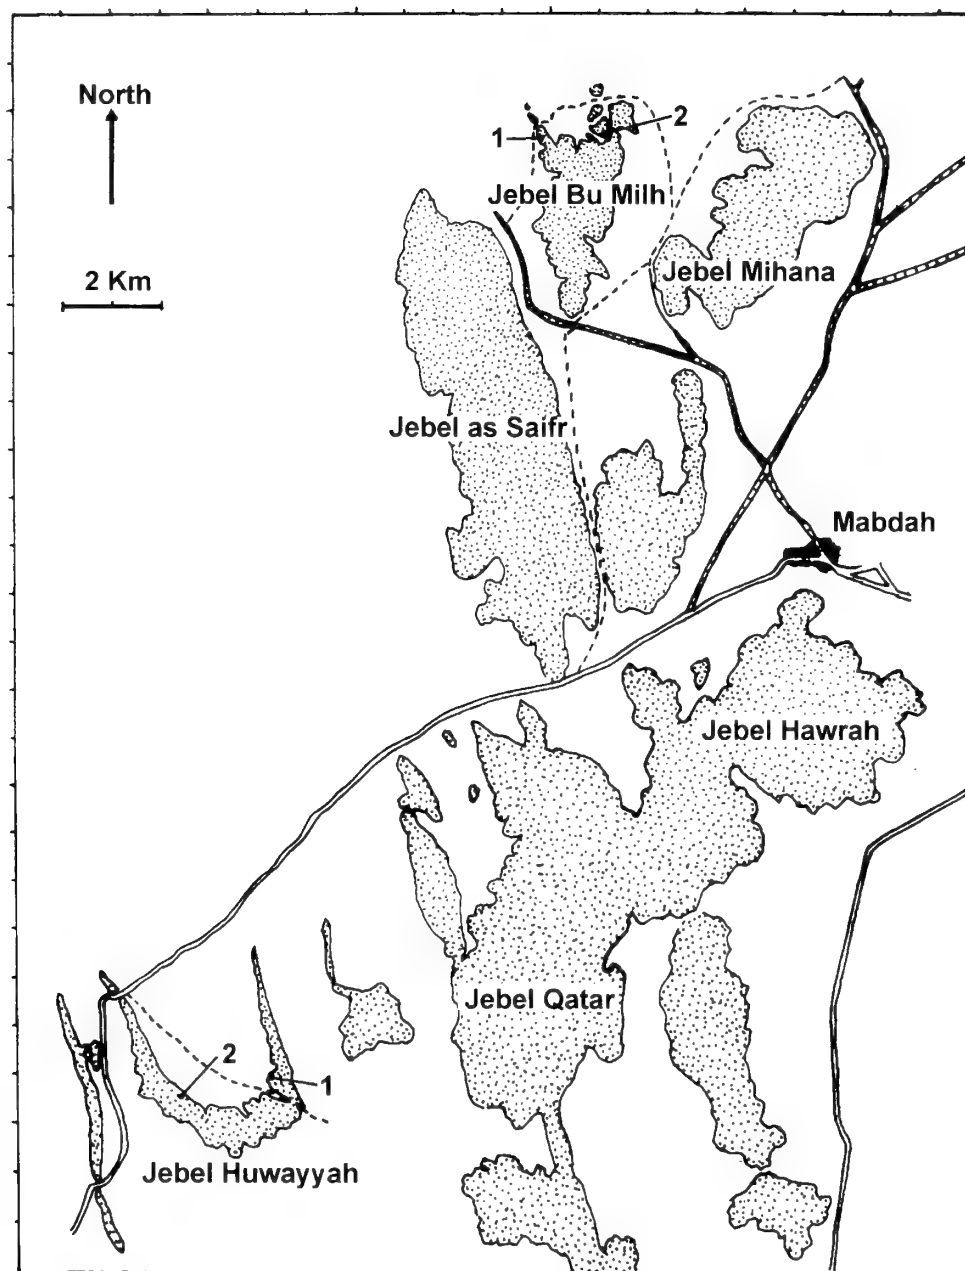 North
1
2
Jebel Bu Milh
2 Km
Jebel Mihana
Jebel as Saifr
Mabdah
Jebel Hawrah
Jebel Qatar
2
1
Jebel Huwayyah